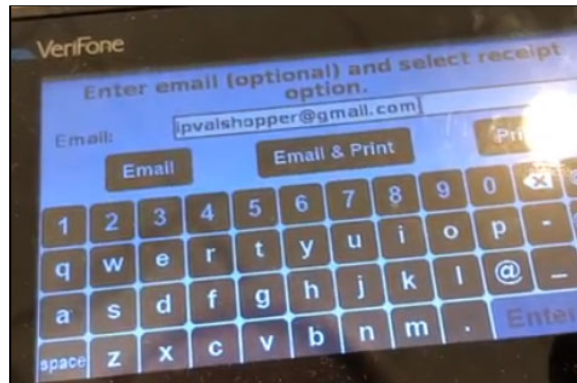 VeriFone
Enter email (optional) and select receipt
option.
Email: ipvalshopper@gmail.com
Email Email & Print
1 2 3 4 5 6 7 8 9 0
q w e r t y u i o p -
a s d f g h j k l @ _
space z x c v b n m . Enter